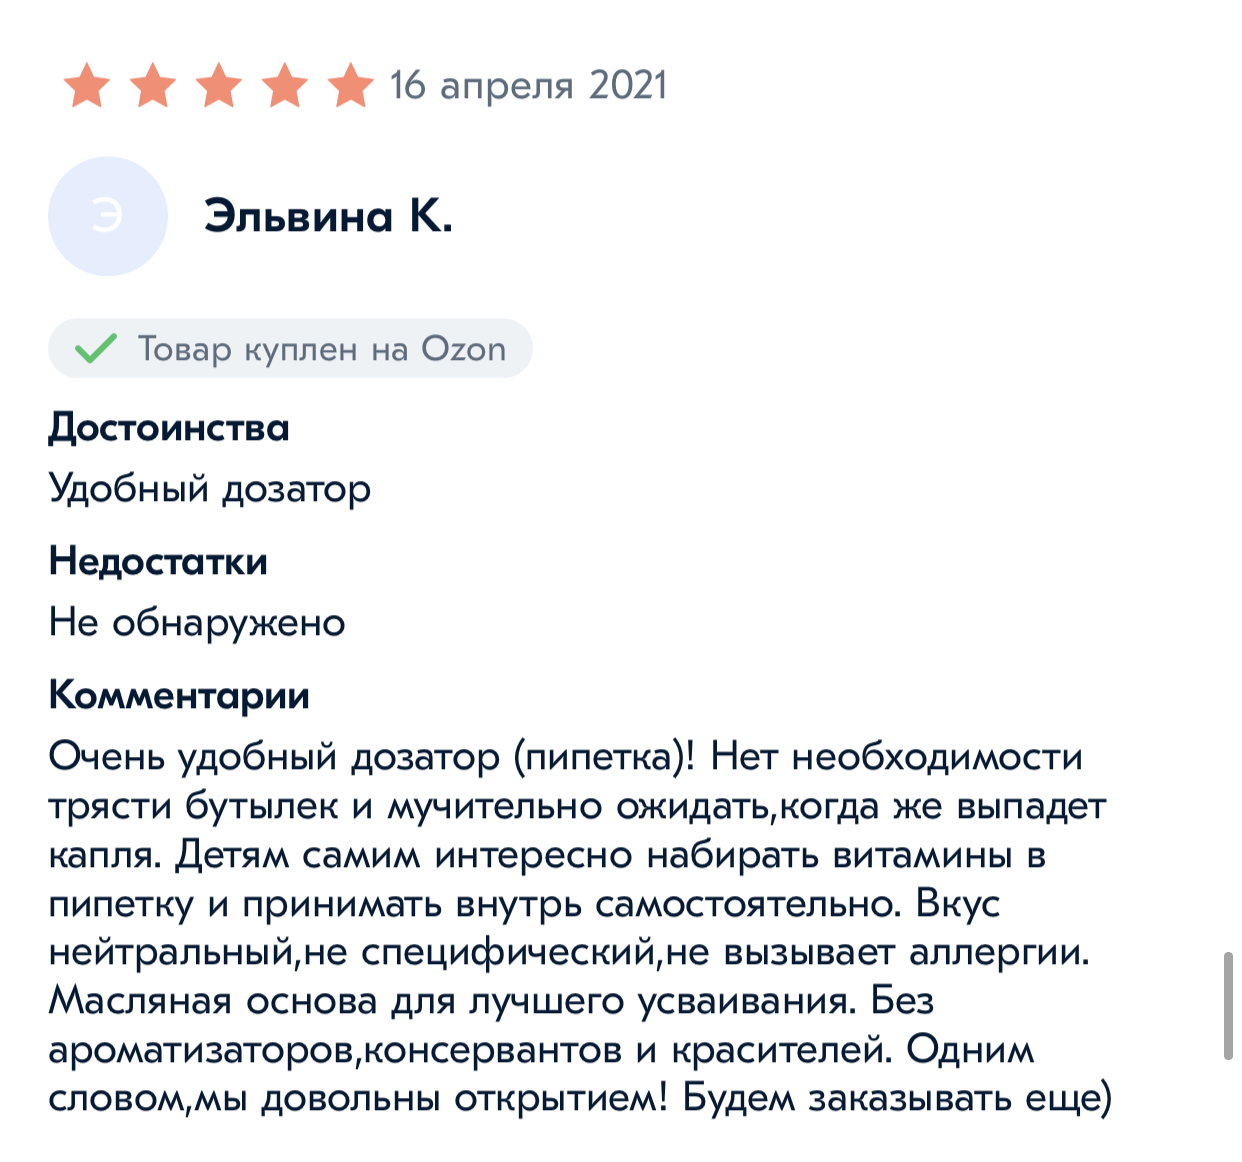 16 апреля 2021
Э
Эльвина К.
Товар куплен на Ozon
Достоинства
Удобный дозатор
Недостатки
Не обнаружено
Комментарии
Очень удобный дозатор (пипетка)! Нет необходимости
трясти бутылек и мучительно ожидать,когда же выпадет
капля. Детям самим интересно набирать витамины в
пипетку и принимать внутрь самостоятельно. Вкус
нейтральный,не специфический,не вызывает аллергии.
Масляная основа для лучшего усваивания. Без
ароматизаторов,консервантов и красителей. Одним
словом,мы довольны открытием! Будем заказывать еще)